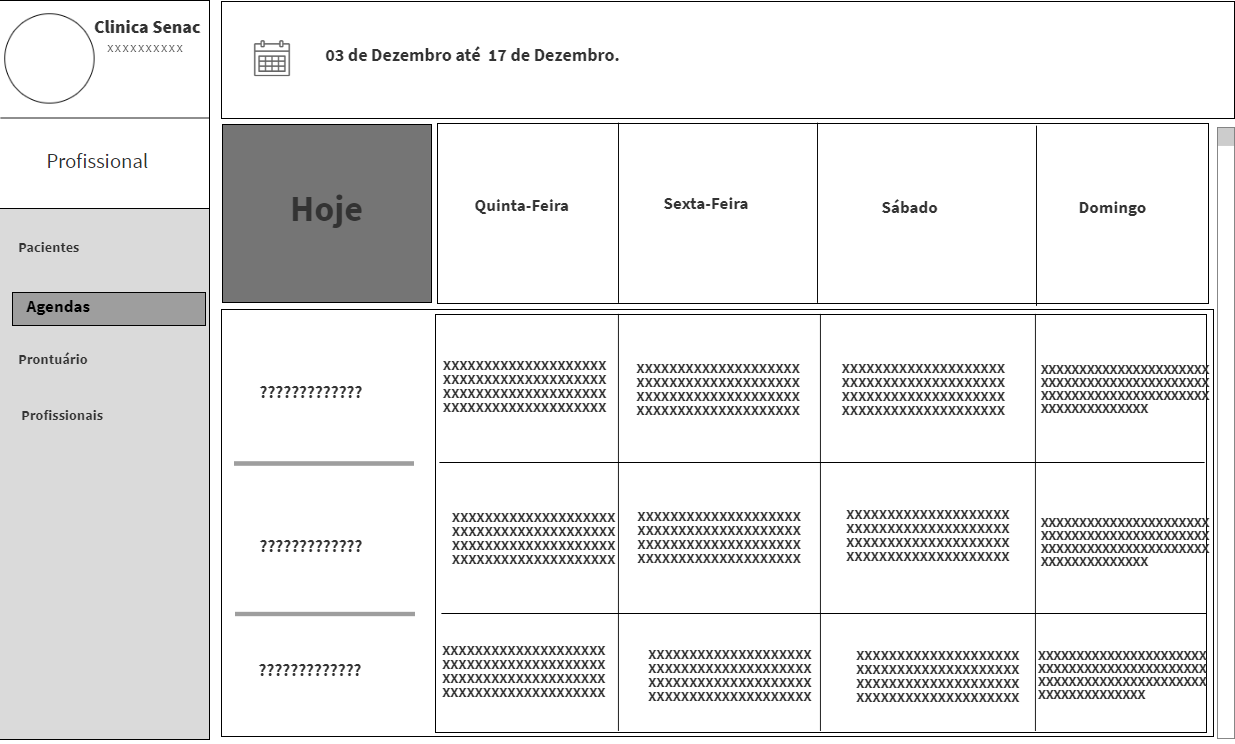 Clinica Senac
XXXXXXXXXX
Profissional
Pacientes
Agendas
Prontuário
Profissionais
03 de Dezembro até 17 de Dezembro.
Hoje
Quinta-Feira
Sexta-Feira
Sábado
Domingo
?????????????
XXXXXXXXXXXXXXXXXXXX
XXXXXXXXXXXXXXXXXXXX
XXXXXXXXXXXXXXXXXXXX
XXXXXXXXXXXXXXXXXXXX
XXXXXXXXXXXXXXXXXXXX
XXXXXXXXXXXXXXXXXXXX
XXXXXXXXXXXXXXXXXXXX
XXXXXXXXXXXXXXXXXXXX
XXXXXXXXXXXXXXXXXXXX
XXXXXXXXXXXXXXXXXXXX
XXXXXXXXXXXXXXXXXXXX
XXXXXXXXXXXXXXXXXXXX
XXXXXXXXXXXXXXXXXXXXXX
XXXXXXXXXXXXXXXXXXXXXX
XXXXXXXXXXXXXXXXXXXXXX
XXXXXXXXXXXXXX
?????????????
XXXXXXXXXXXXXXXXXXXX
XXXXXXXXXXXXXXXXXXXX
XXXXXXXXXXXXXXXXXXXX
XXXXXXXXXXXXXXXXXXXX
XXXXXXXXXXXXXXXXXXXX
XXXXXXXXXXXXXXXXXXXX
XXXXXXXXXXXXXXXXXXXX
XXXXXXXXXXXXXXXXXXXX
XXXXXXXXXXXXXXXXXXXX
XXXXXXXXXXXXXXXXXXXX
XXXXXXXXXXXXXXXXXXXX
XXXXXXXXXXXXXXXXXXXX
XXXXXXXXXXXXXXXXXXXXXX
XXXXXXXXXXXXXXXXXXXXXX
XXXXXXXXXXXXXXXXXXXXXX
XXXXXXXXXXXXXX
?????????????
XXXXXXXXXXXXXXXXXXXX
XXXXXXXXXXXXXXXXXXXX
XXXXXXXXXXXXXXXXXXXX
XXXXXXXXXXXXXXXXXXXX
XXXXXXXXXXXXXXXXXXXX
XXXXXXXXXXXXXXXXXXXX
XXXXXXXXXXXXXXXXXXXX
XXXXXXXXXXXXXXXXXXXX
XXXXXXXXXXXXXXXXXXXX
XXXXXXXXXXXXXXXXXXXX
XXXXXXXXXXXXXXXXXXXX
XXXXXXXXXXXXXXXXXXXX
XXXXXXXXXXXXXXXXXXXXXX
XXXXXXXXXXXXXXXXXXXXXX
XXXXXXXXXXXXXXXXXXXXXX
XXXXXXXXXXXXXX